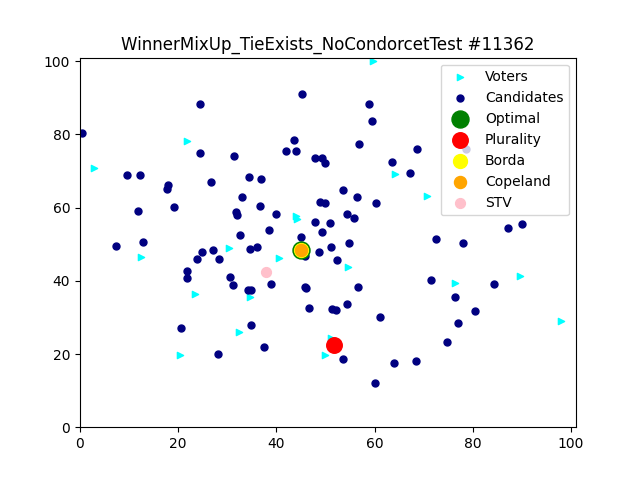 WinnerMixUp_TieExists_NoCondorcetTest #11362
100
80
60
40
20
0
0
20
40
60
80
100
Voters
Candidates
Optimal
Plurality
Borda
Copeland
STV